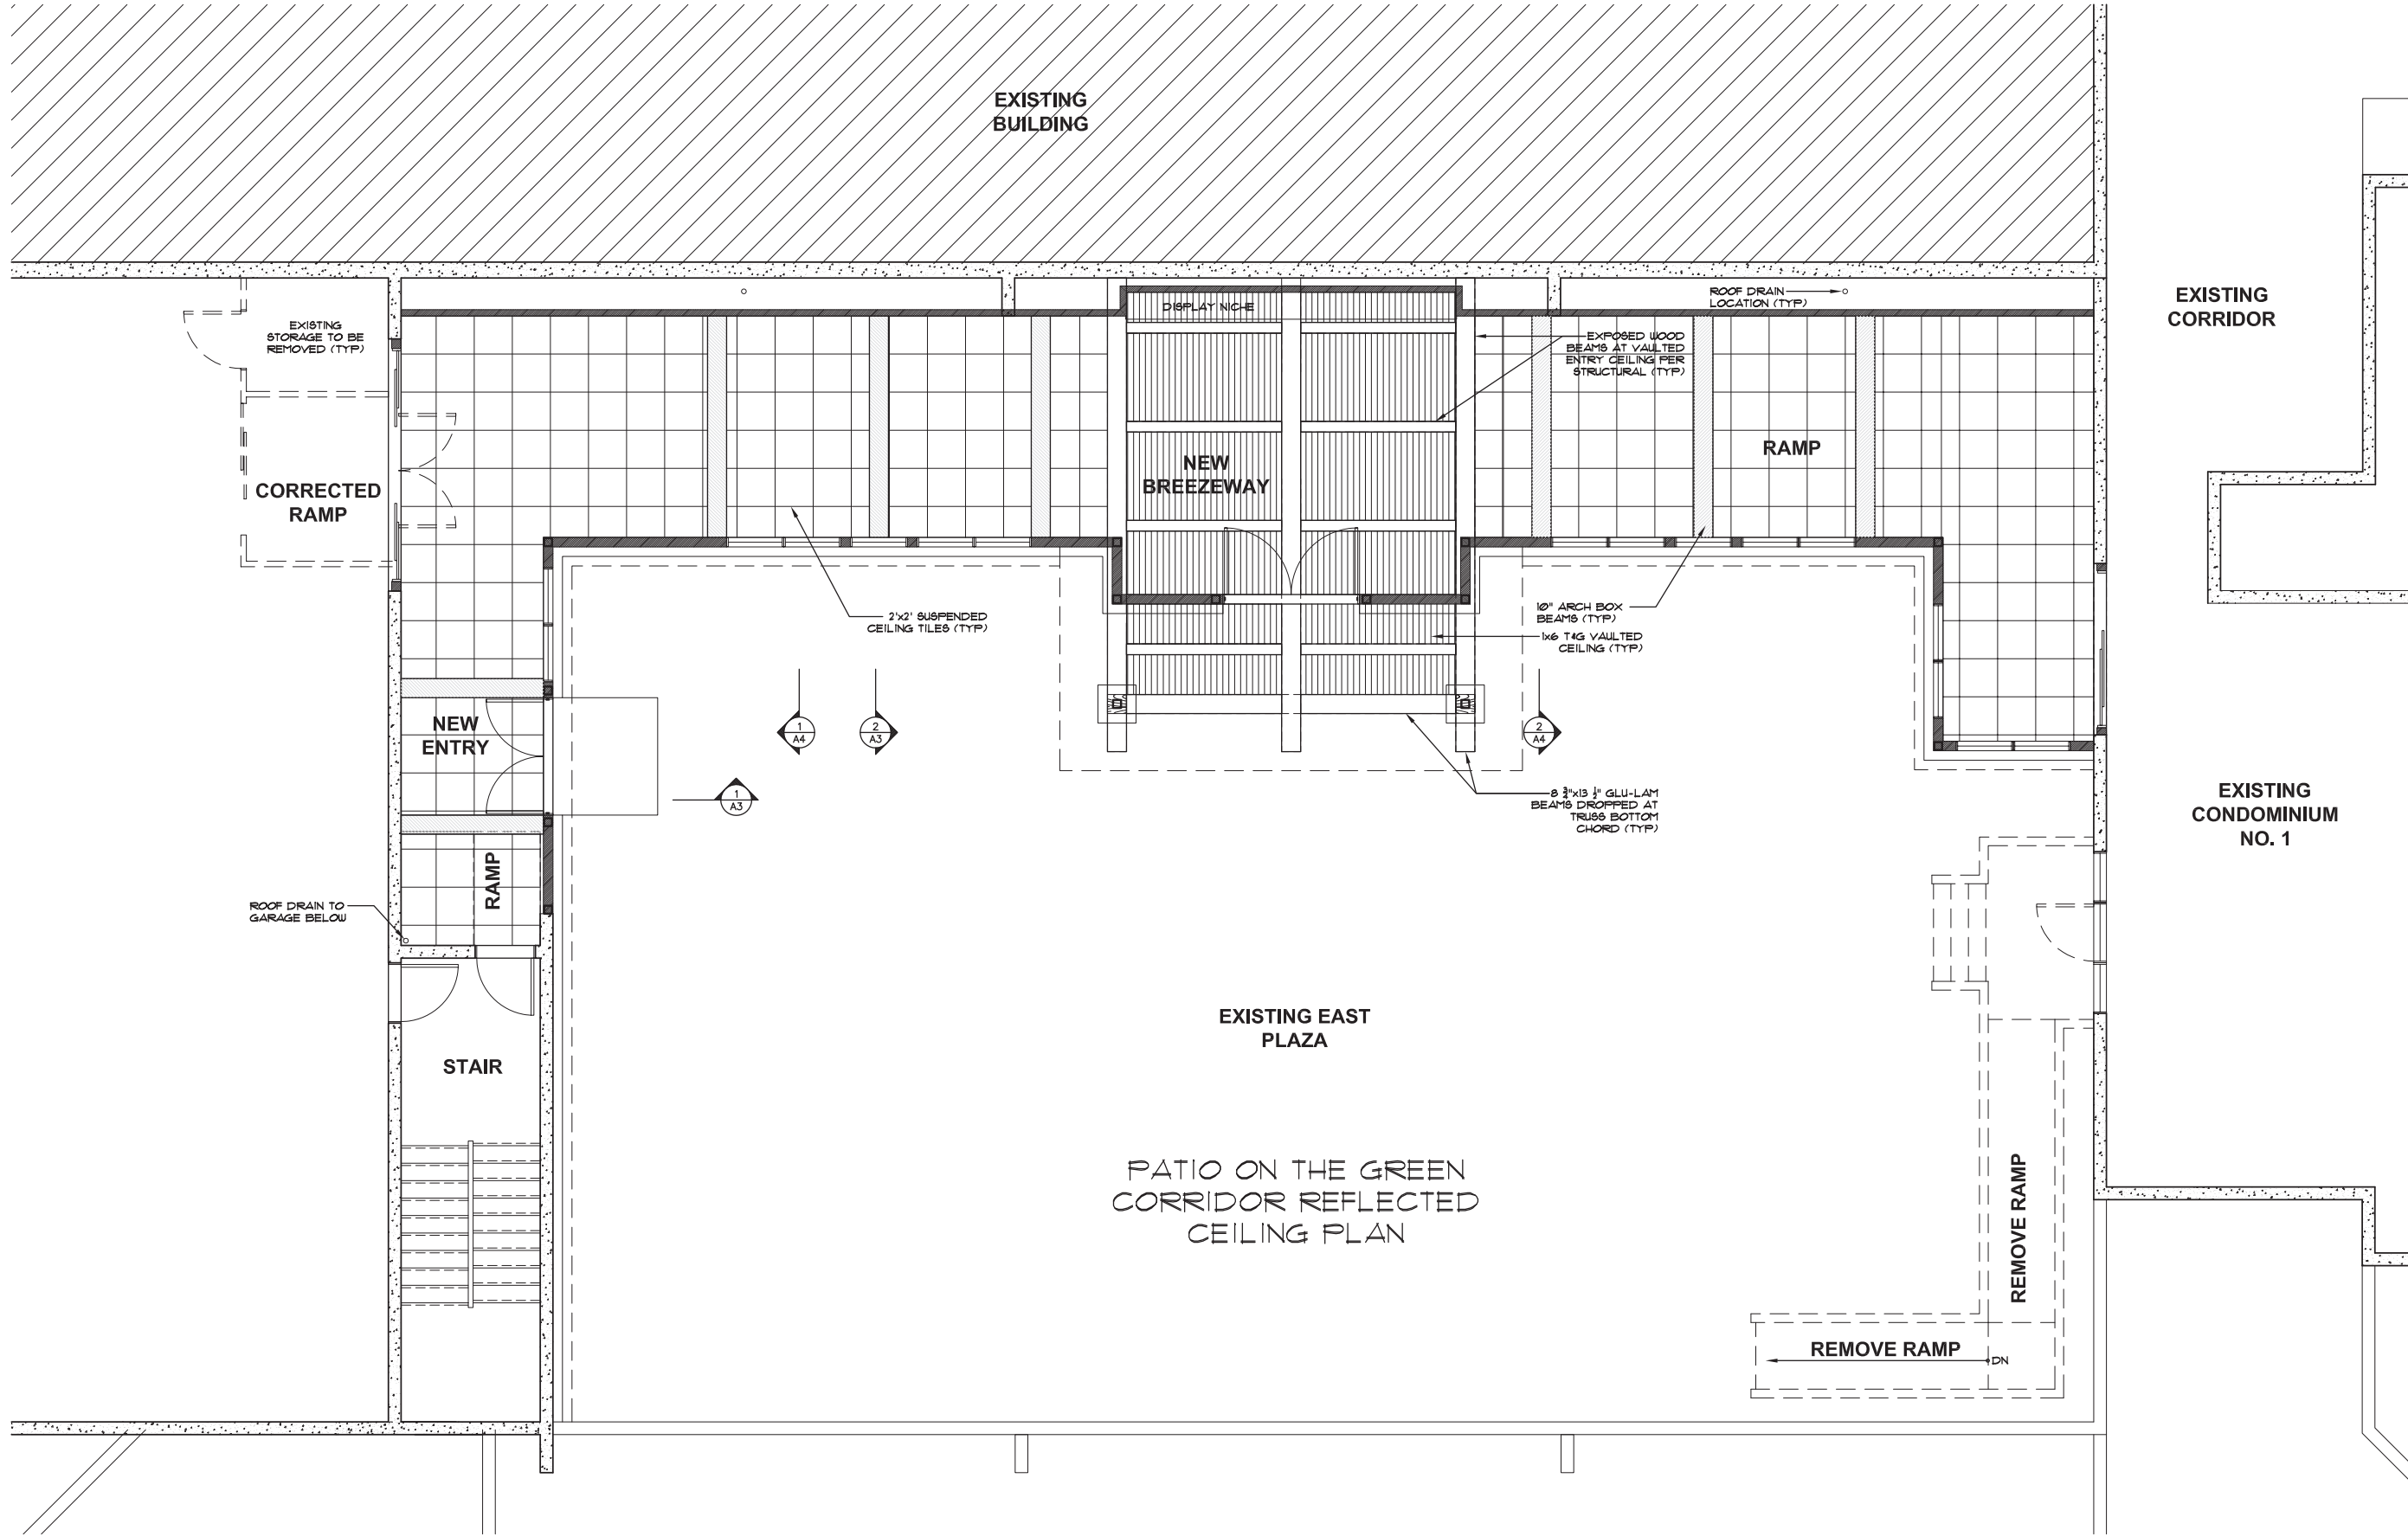 EXISTING
BUILDING
DISPLAY NICHE
ROOF DRAIN
LOCATION (TYP)
EXISTING
CORRIDOR
EXISTING
STORAGE TO BE
REMOVED (TYP)
EXPOSED WOOD
BEAMS AT VAULTED
ENTRY CEILING PER
STRUCTURAL (TYP)
CORRECTED
RAMP
NEW
BREEZEWAY
RAMP
2'x2' SUSPENDED
CEILING TILES (TYP)
10" ARCH BOX
BEAMS (TYP)
1x6 T&G VAULTED
CEILING (TYP)
NEW
ENTRY
1
A4
2
A3
2
A4
1
A3
8 3/4"x13 1/2" GLU-LAM
BEAMS DROPPED AT
TRUSS BOTTOM
CHORD (TYP)
EXISTING
CONDOMINIUM
NO. 1
RAMP
ROOF DRAIN TO
GARAGE BELOW
EXISTING EAST
PLAZA
STAIR
PATIO ON THE GREEN
CORRIDOR REFLECTED
CEILING PLAN
REMOVE RAMP
REMOVE RAMP
DN